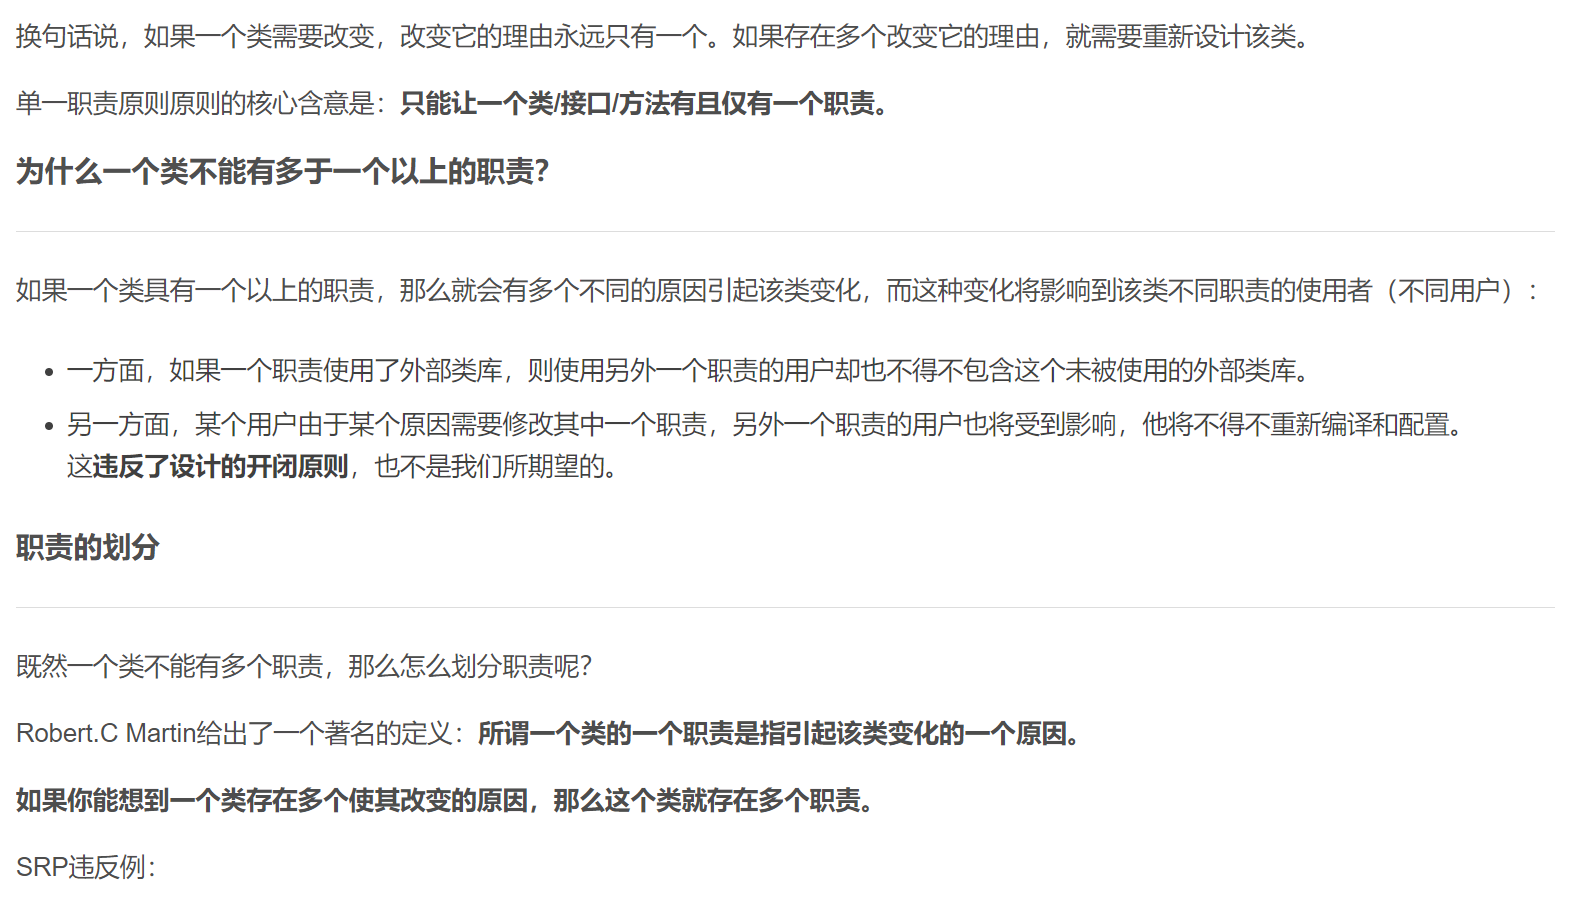 换句话说，如果一个类需要改变，改变它的理由永远只有一个。如果存在多个改变它的理由，就需要重新设计该类。
单一职责原则原则的核心含意是：只能让一个类/接口/方法有且仅有一个职责。
为什么一个类不能有多于一个以上的职责？
如果一个类具有一个以上的职责，那么就会有多个不同的原因引起该类变化，而这种变化将影响到该类不同职责的使用者（不同用户）：
一方面，如果一个职责使用了外部类库，则使用另外一个职责的用户却也不得不包含这个未被使用的外部类库。
另一方面，某个用户由于某个原因需要修改其中一个职责，另外一个职责的用户也将受到影响，他将不得不重新编译和配置。
这违反了设计的开闭原则，也不是我们所期望的。
职责的划分
既然一个类不能有多个职责，那么怎么划分职责呢？
Robert.C Martin给出了一个著名的定义：所谓一个类的一个职责是指引起该类变化的一个原因。
如果你能想到一个类存在多个使其改变的原因，那么这个类就存在多个职责。
SRP违反例：